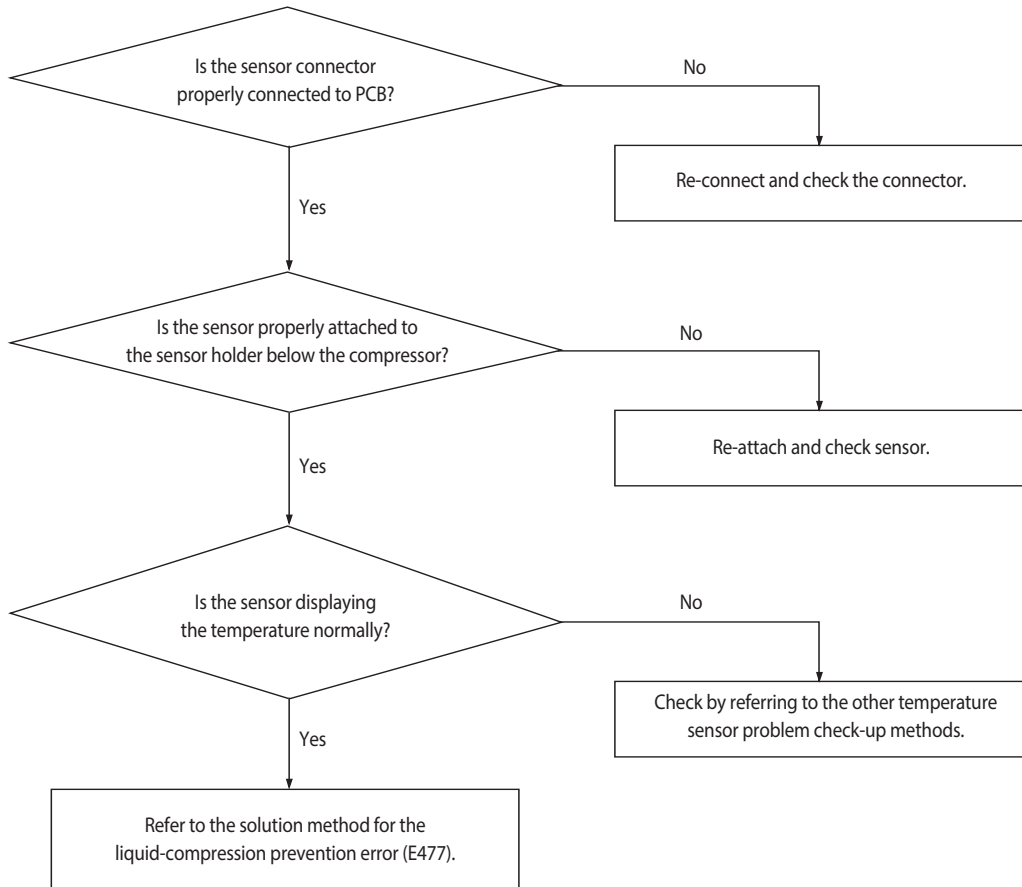 Is the sensor connector
properly connected to PCB?
No
Re-connect and check the connector.
Yes
Is the sensor properly attached to
the sensor holder below the compressor?
No
Re-attach and check sensor.
Yes
Is the sensor displaying
the temperature normally?
No
Check by referring to the other temperature
sensor problem check-up methods.
Yes
Refer to the solution method for the
liquid-compression prevention error (E477).